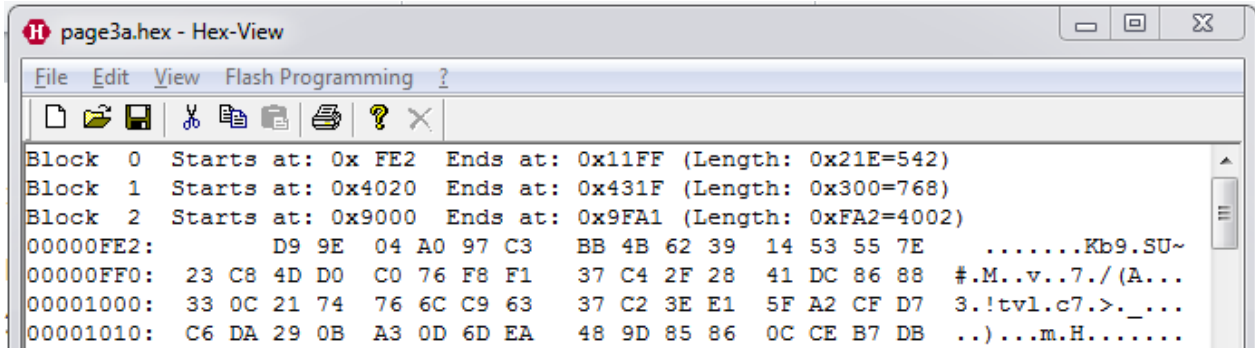 page3a.hex - Hex-View
File Edit View Flash Programming ?
Block 0 Starts at: 0x FE2 Ends at: 0x11FF (Length: 0x21E=542)
Block 1 Starts at: 0x4020 Ends at: 0x431F (Length: 0x300=768)
Block 2 Starts at: 0x9000 Ends at: 0x9FA1 (Length: 0xFA2=4002)
00000FE2: D9 9E 04 A0 97 C3 BB 4B 62 39 14 53 55 7E .......Kb9.SU~
00000FF0: 23 C8 4D D0 C0 76 F8 F1 37 C4 2F 28 41 DC 86 88 #.M..v..7./(A...
00001000: 33 0C 21 74 76 6C C9 63 37 C2 3E E1 5F A2 CF D7 3.!tvl.c7.>._...
00001010: C6 DA 29 0B A3 0D 6D EA 48 9D 85 86 0C CE B7 DB ..)...m.H.......